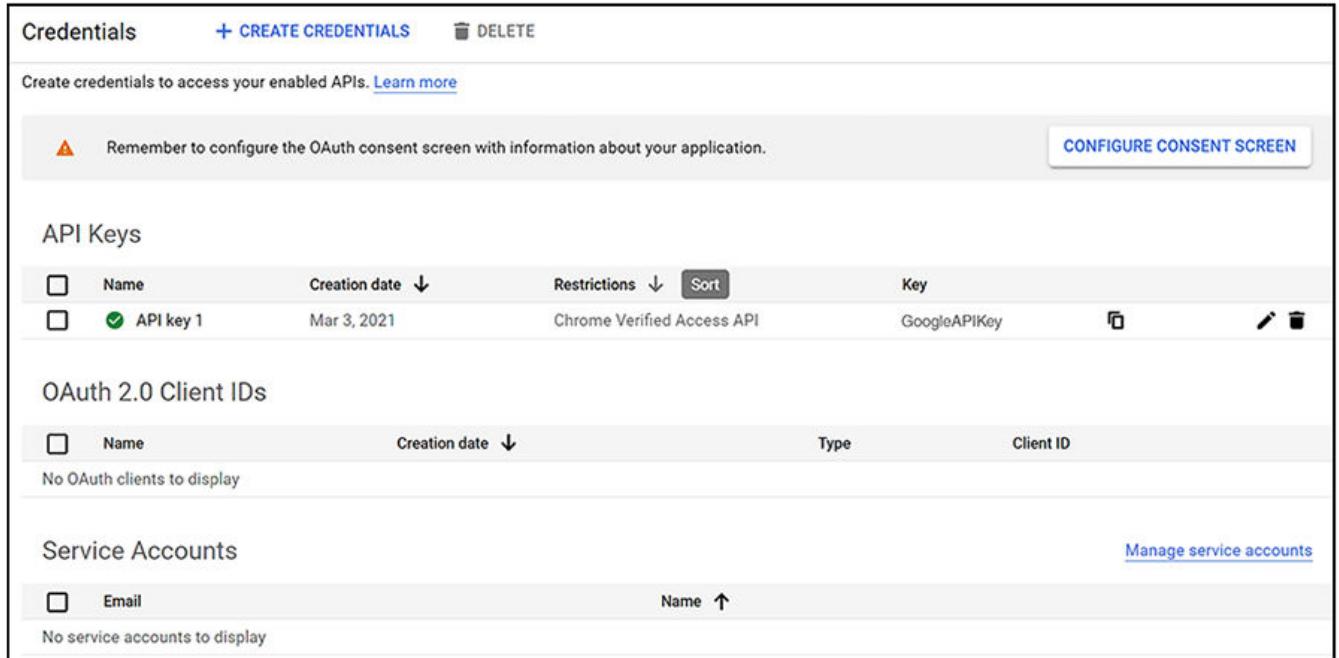 Credentials + CREATE CREDENTIALS DELETE
Create credentials to access your enabled APIs. Learn more
Remember to configure the OAuth consent screen with information about your application. CONFIGURE CONSENT SCREEN
API Keys
Name Creation date Restrictions Sort Key
API key 1 Mar 3, 2021 Chrome Verified Access API GoogleAPIKey
OAuth 2.0 Client IDs
Name Creation date Type Client ID
No OAuth clients to display
Service Accounts Manage service accounts
Email Name
No service accounts to display